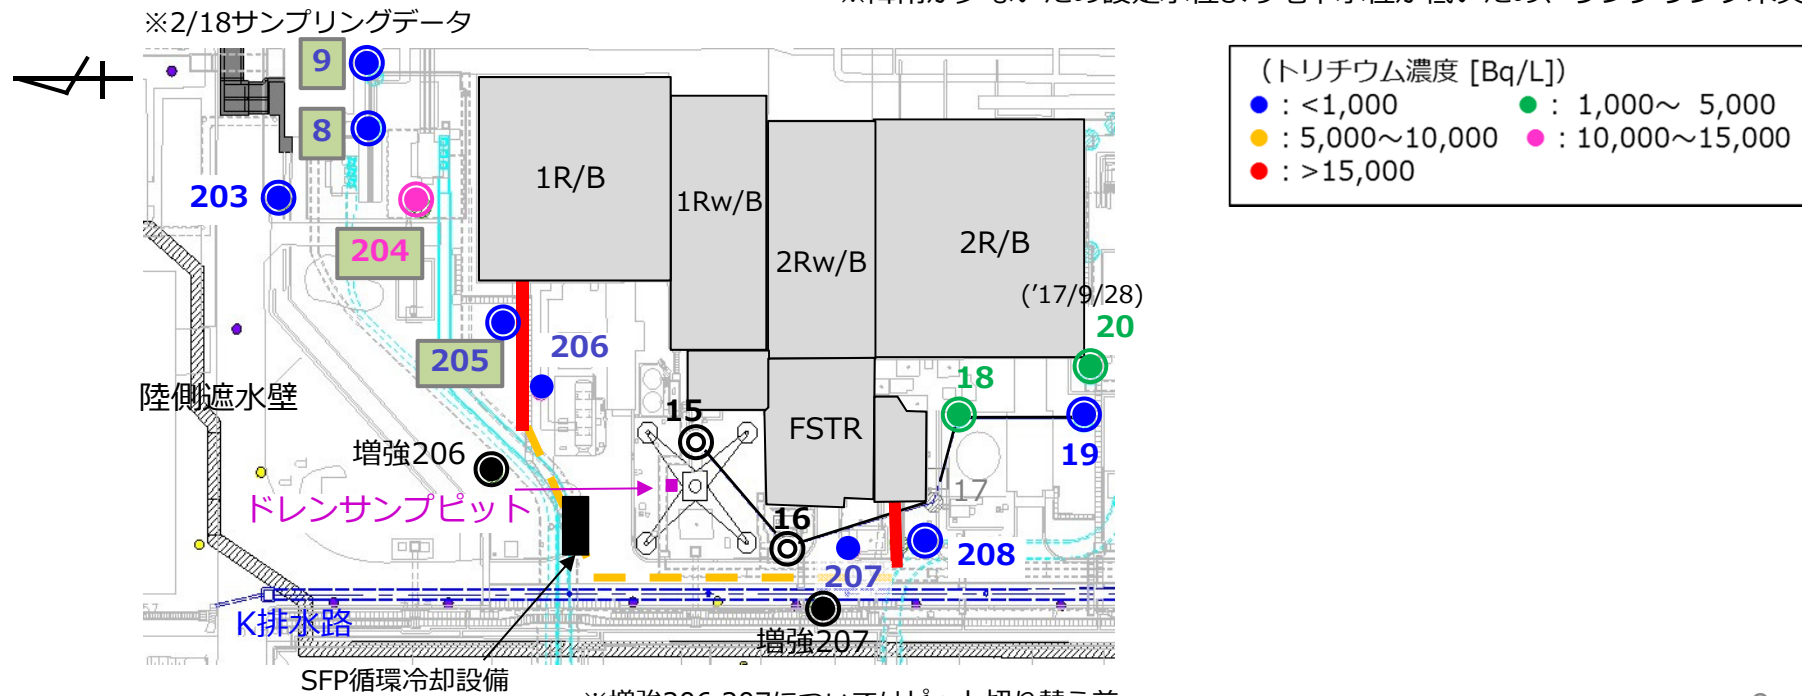 ※2/18サンプリングデータ
(トリチウム濃度 [Bq/L])
● : <1,000
● : 1,000～ 5,000
● : 5,000～10,000
● : 10,000～15,000
● : >15,000
9
8
203
204
205
206
1R/B
1Rw/B
2Rw/B
2R/B
('17/9/28)
20
18
19
陸側遮水壁
増強206
ドレンサンプピット
15
FSTR
16
17
207
208
K排水路
増強207
SFP循環冷却設備